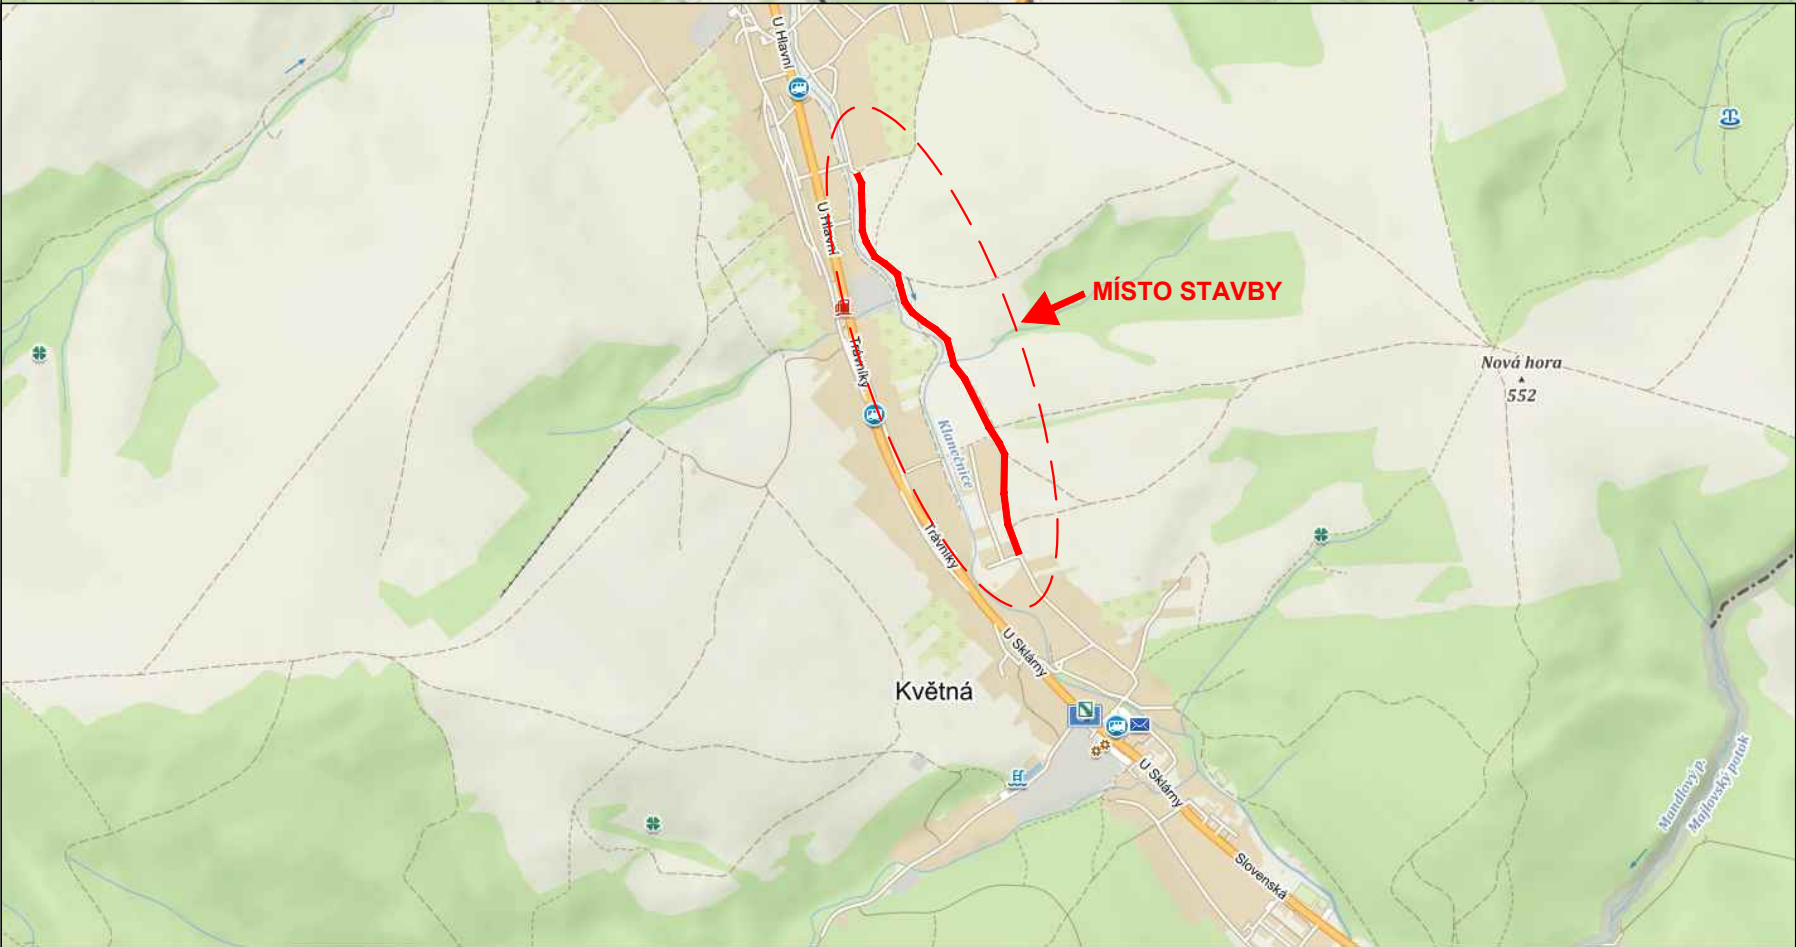 U Hlavní
U Hlavní
MÍSTO STAVBY
Trávníky
Nová hora
552
Klanečnice
Trávníky
U Sklárny
Květná
U Sklárny
Mandlový p.
Majlovský potok
Slovenská